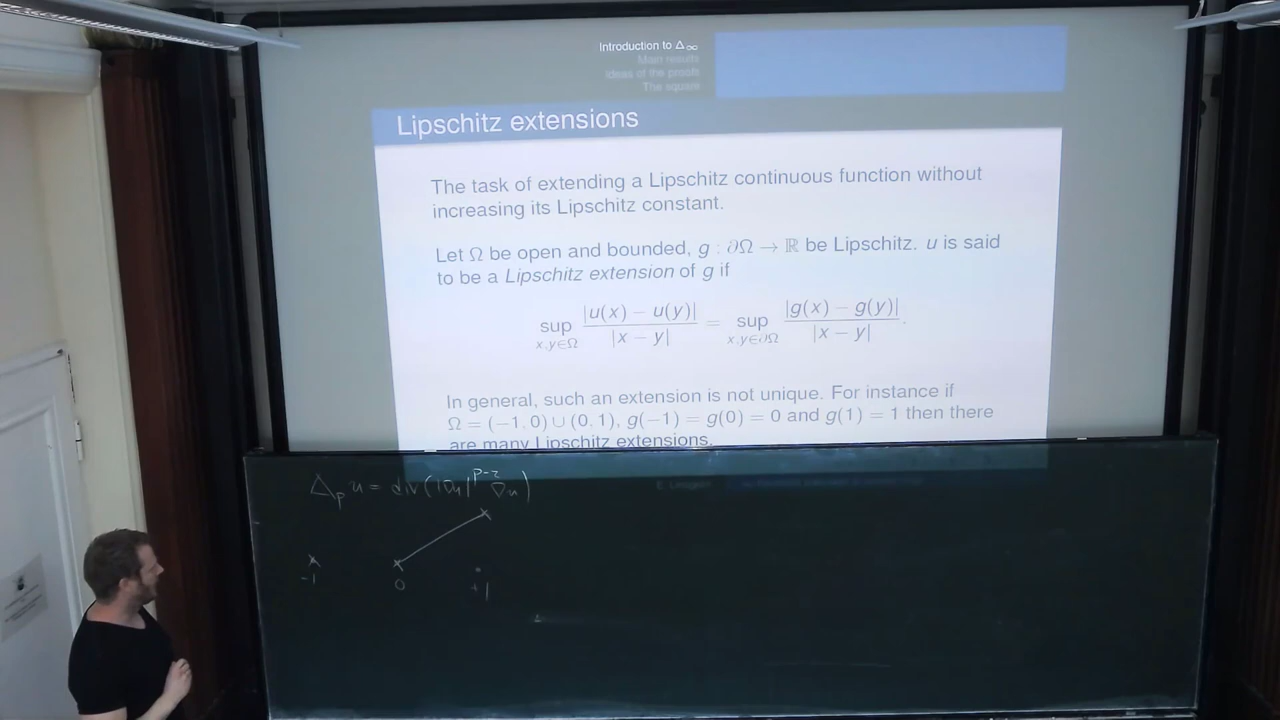 Introduction to Δ∞
Main results
Ideas of the proofs
The square
Lipschitz extensions
The task of extending a Lipschitz continuous function without
increasing its Lipschitz constant.
Let Ω be open and bounded, g : ∂Ω → ℝ be Lipschitz. u is said
to be a Lipschitz extension of g if
sup x,y∈Ω |u(x) − u(y)| / |x − y| = sup x,y∈∂Ω |g(x) − g(y)| / |x − y|.
In general, such an extension is not unique. For instance if
Ω = (−1, 0) ∪ (0, 1), g(−1) = g(0) = 0 and g(1) = 1 then there
are many Lipschitz extensions.
Δₚu = div(|∇u|^{p-2} ∇u)
-1 0 +1